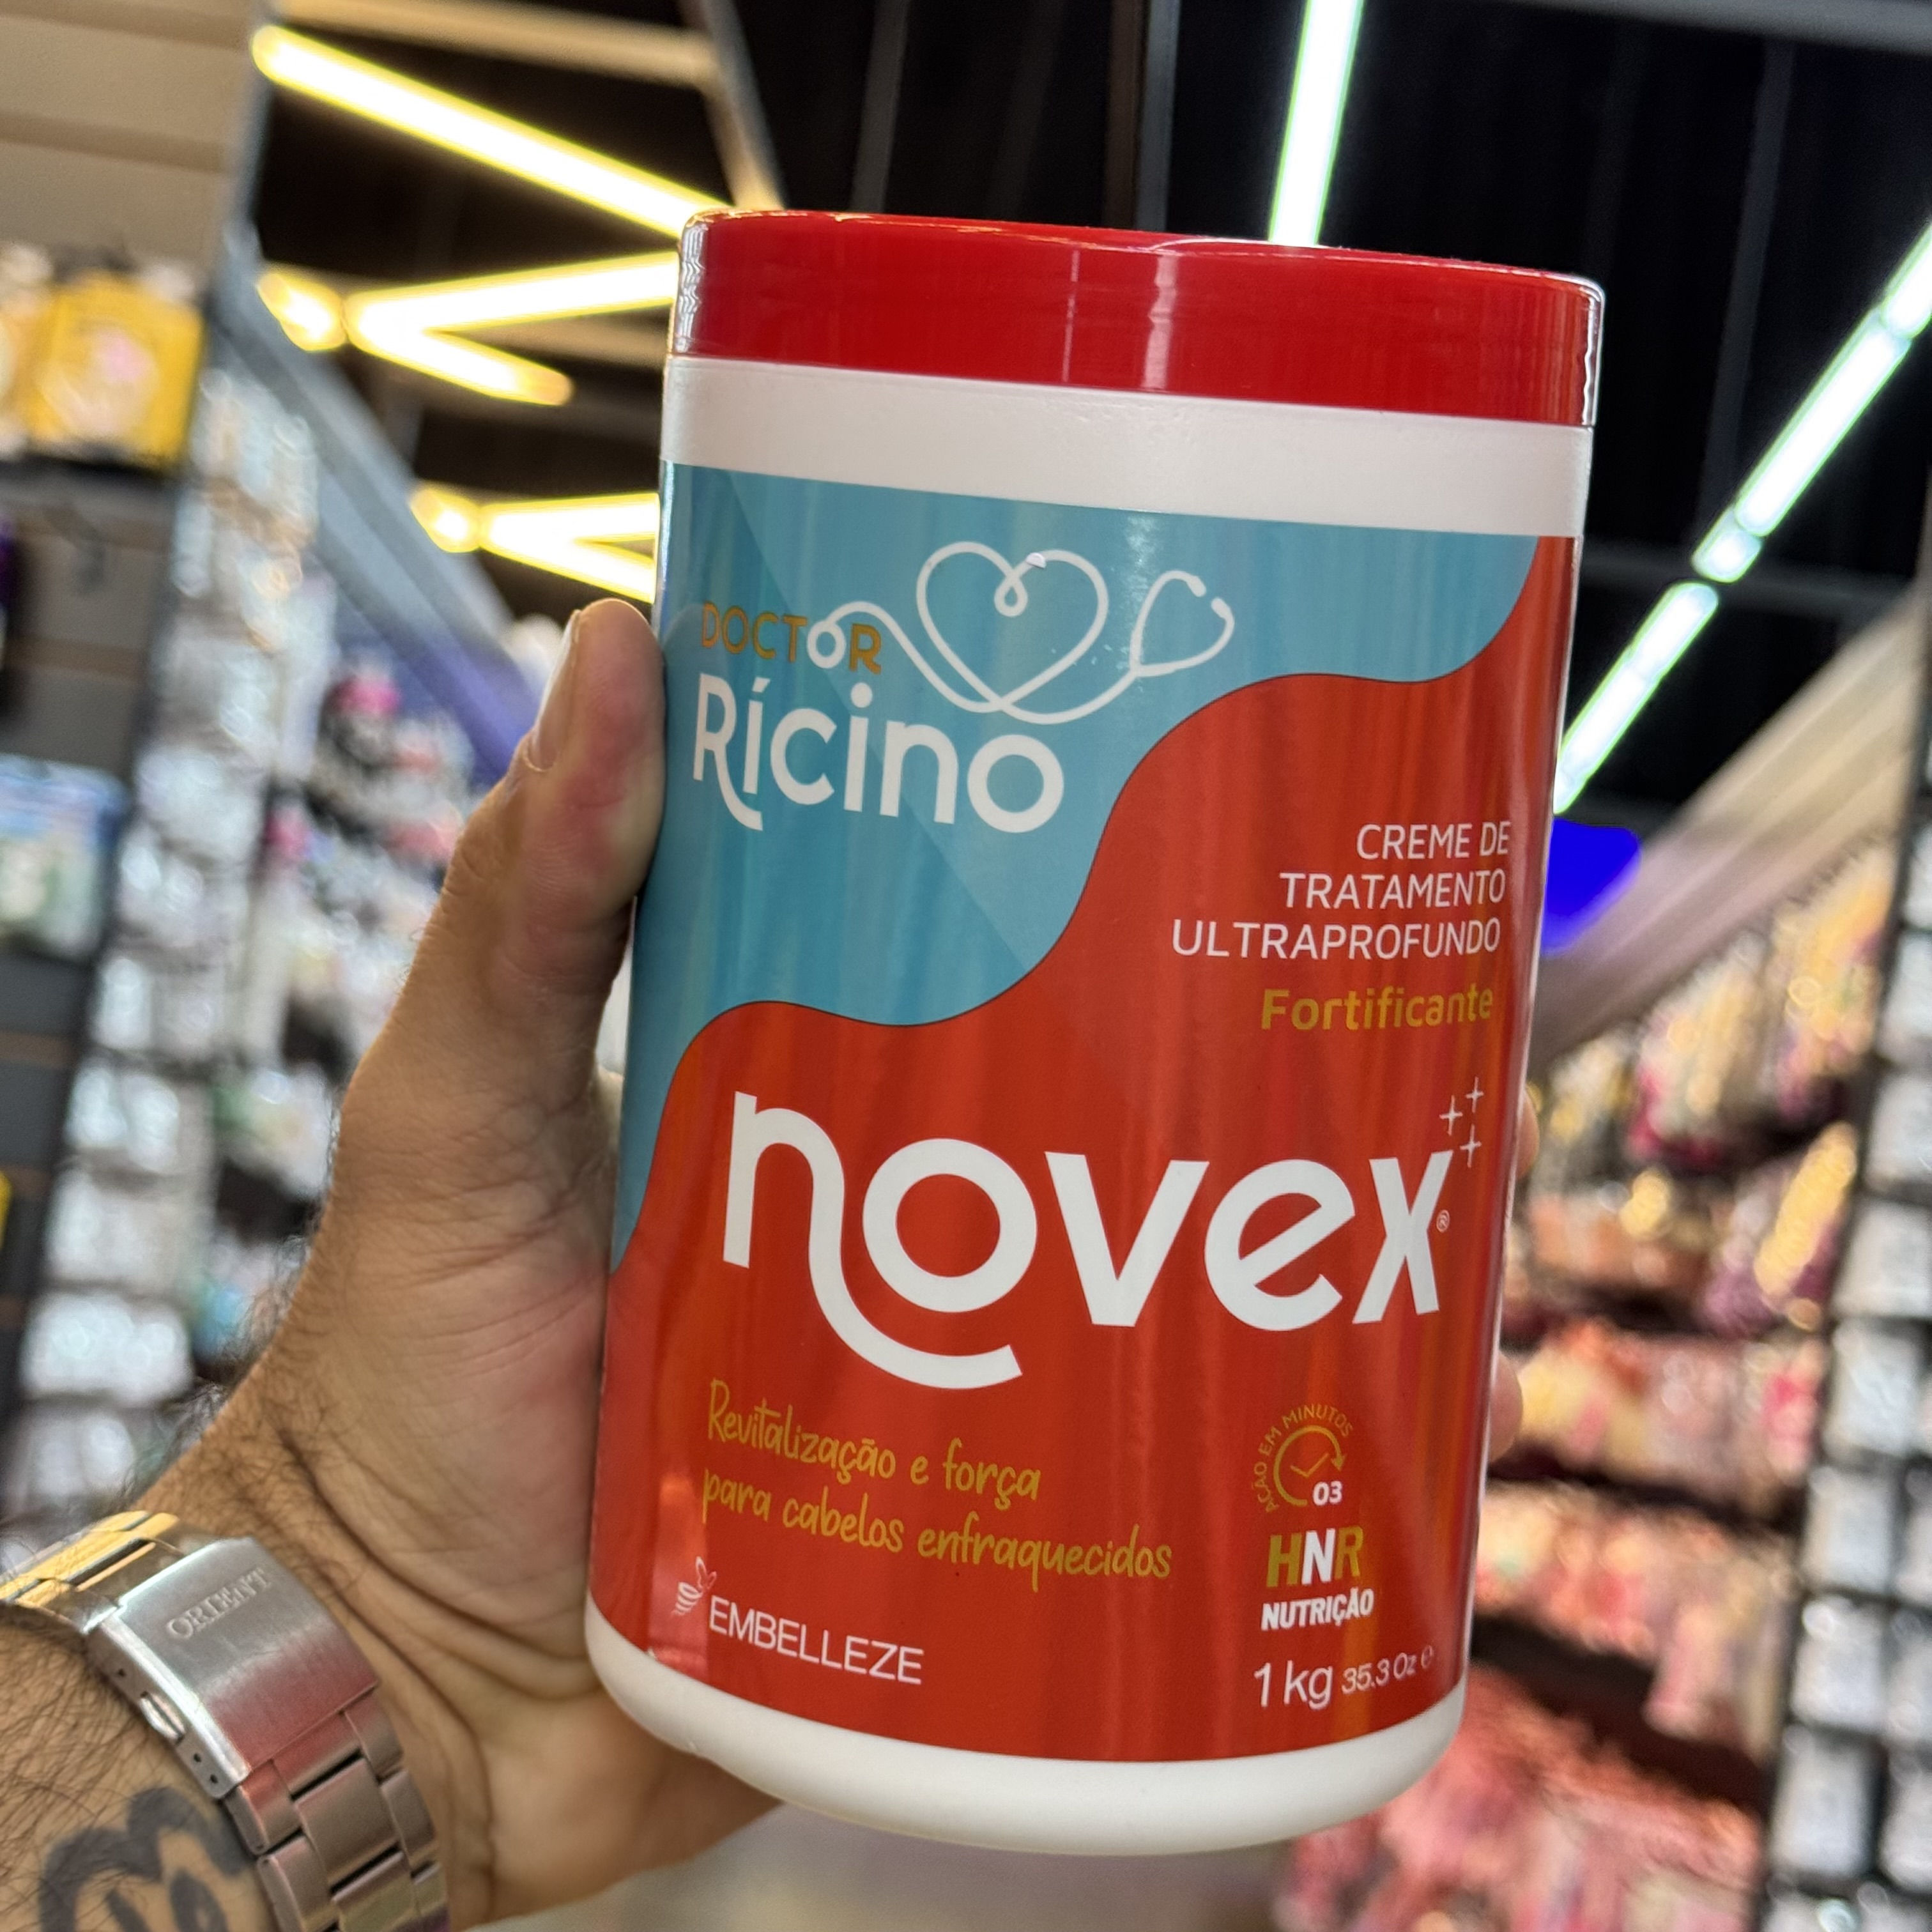 DOCTOR
Rícino
CREME DE
TRATAMENTO
ULTRAPROFUNDO
Fortificante
novex®
Revitalização e força
para cabelos enfraquecidos
AÇÃO EM MINUTOS
03
HNR
NUTRIÇÃO
EMBELLEZE
1 kg 35.3 Oz ℮
ORIENT